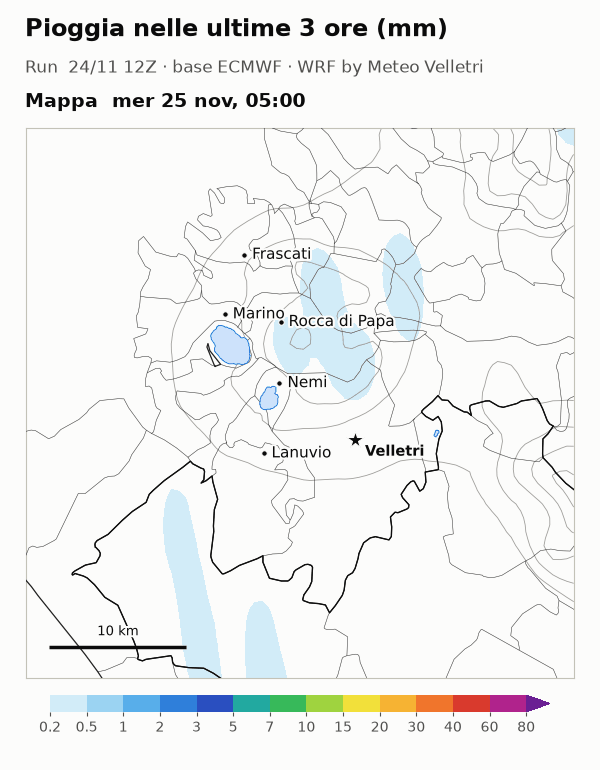 Pioggia nelle ultime 3 ore (mm)
Run  24/11 12Z · base ECMWF · WRF by Meteo Velletri
Mappa  mer 25 nov, 05:00
Frascati
Marino
Rocca di Papa
Nemi
Velletri
Lanuvio
10 km
0.2 0.5 1 2 3 5 7 10 15 20 30 40 60 80